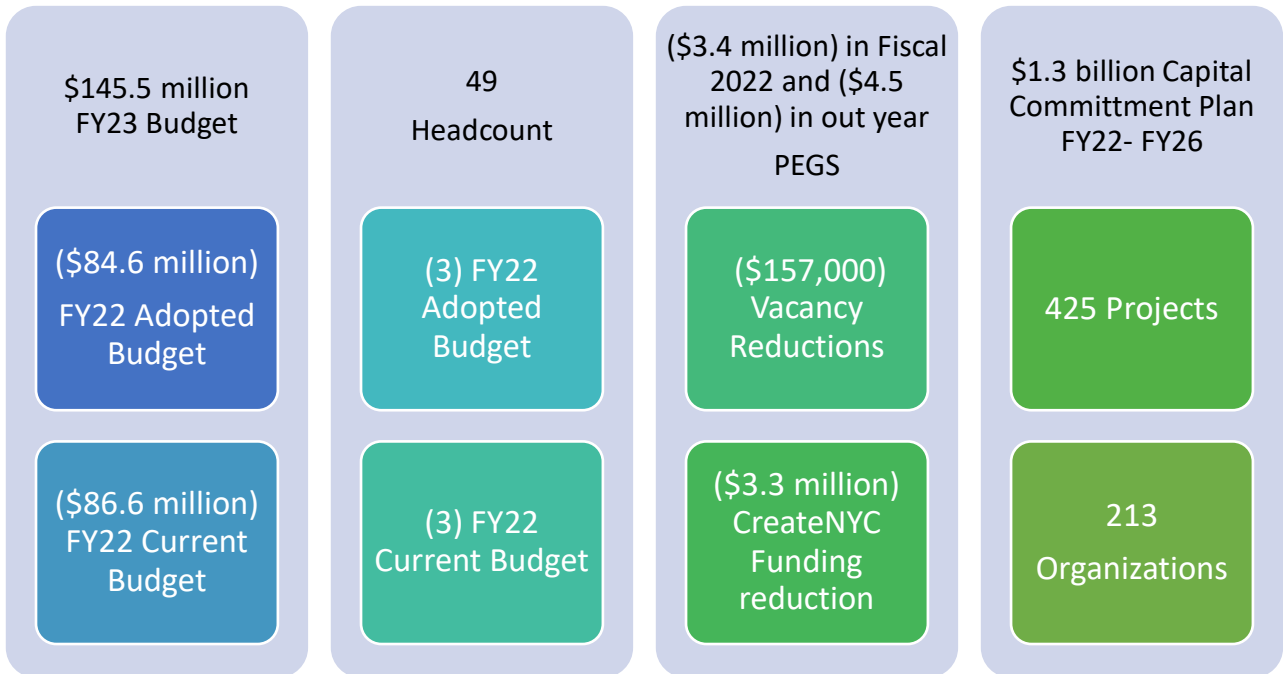 $145.5 million
FY23 Budget
($84.6 million)
FY22 Adopted
Budget
($86.6 million)
FY22 Current
Budget
49
Headcount
(3) FY22
Adopted
Budget
(3) FY22
Current Budget
($3.4 million) in Fiscal
2022 and ($4.5
million) in out year
PEGS
($157,000)
Vacancy
Reductions
($3.3 million)
CreateNYC
Funding
reduction
$1.3 billion Capital
Committment Plan
FY22- FY26
425 Projects
213
Organizations